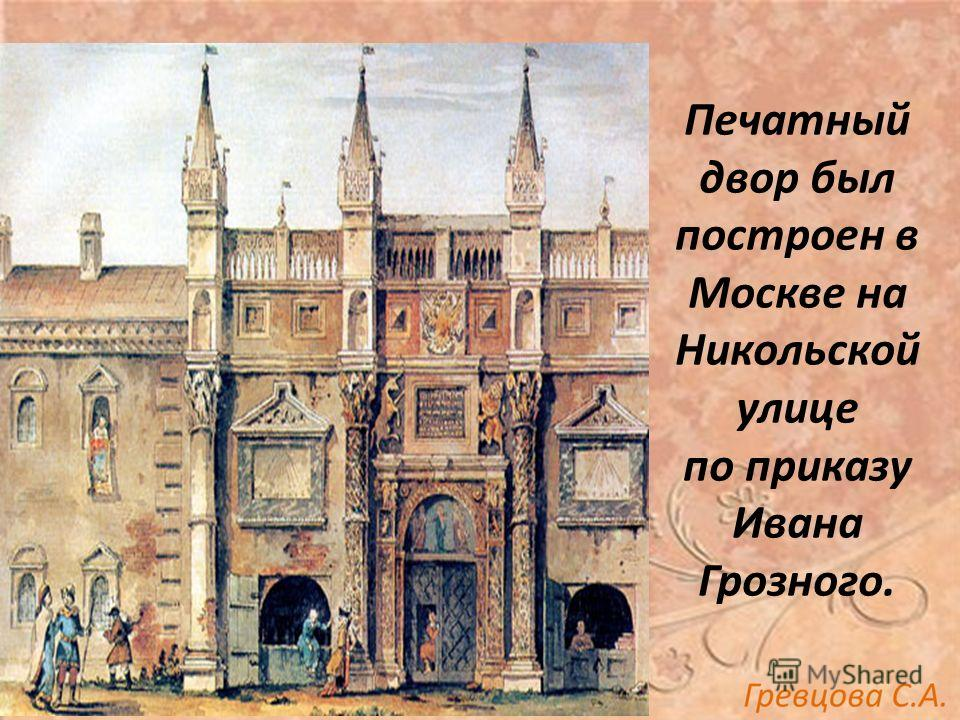 Печатный
двор был
построен в
Москве на
Никольской
улице
по приказу
Ивана
Грозного.
MyShared
Гревцова С.А.